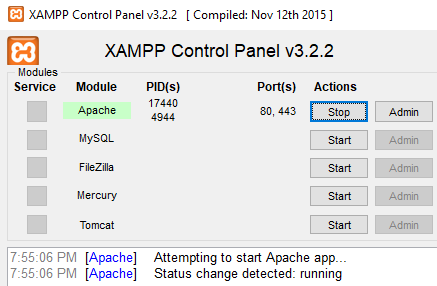 XAMPP Control Panel v3.2.2 [ Compiled: Nov 12th 2015 ]
XAMPP Control Panel v3.2.2
Modules
Service Module PID(s) Port(s) Actions
Apache 17440 4944 80, 443 Stop Admin
MySQL Start Admin
FileZilla Start Admin
Mercury Start Admin
Tomcat Start Admin
7:55:06 PM [Apache] Attempting to start Apache app...
7:55:06 PM [Apache] Status change detected: running